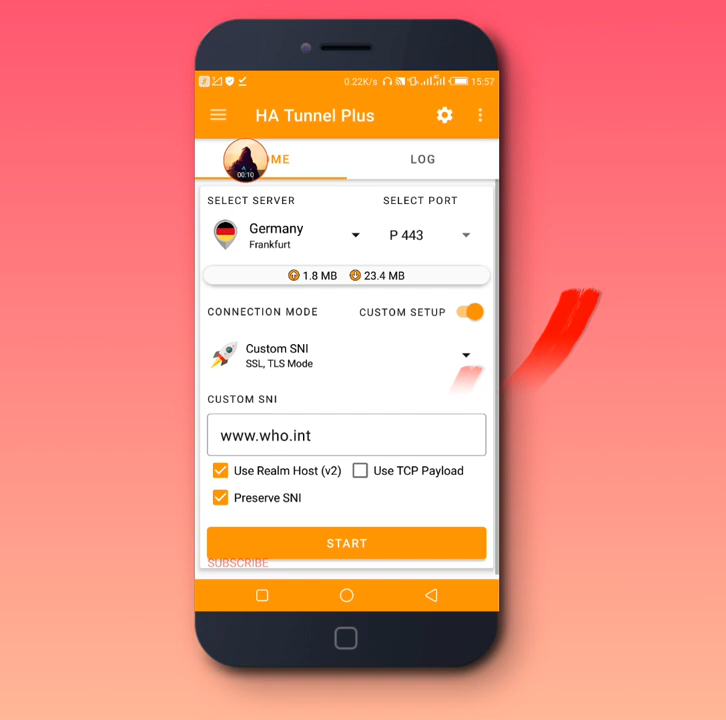 0.22K/s 15:57
HA Tunnel Plus
OME LOG
00:10
SELECT SERVER SELECT PORT
Germany
Frankfurt
P 443
1.8 MB 23.4 MB
CONNECTION MODE CUSTOM SETUP
Custom SNI
SSL, TLS Mode
CUSTOM SNI
www.who.int
Use Realm Host (v2) Use TCP Payload
Preserve SNI
START
SUBSCRIBE